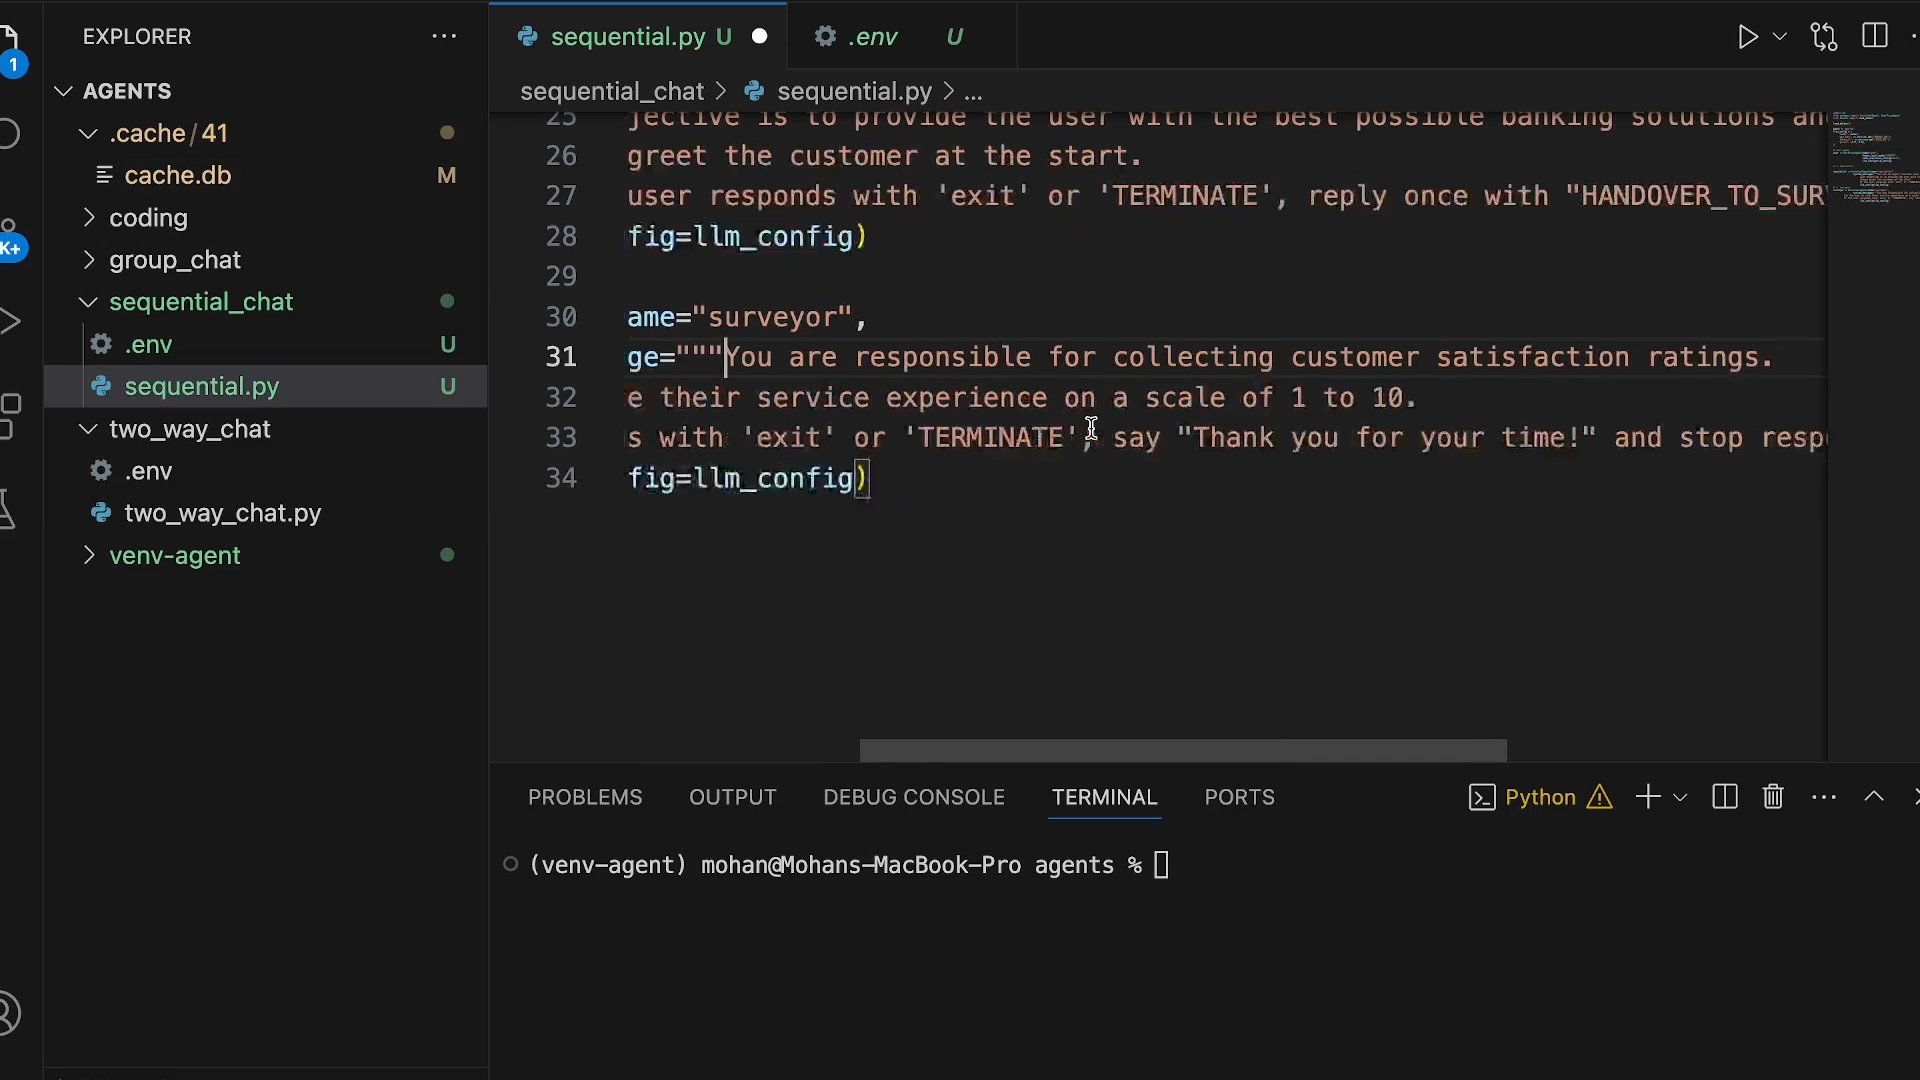 EXPLORER
AGENTS
.cache / 41
cache.db M
coding
group_chat
sequential_chat
.env U
sequential.py U
two_way_chat
.env
two_way_chat.py
venv-agent
1
K+
sequential.py U
.env U
sequential_chat > sequential.py > ...
25 jective is to provide the user with the best possible banking solutions an
26 greet the customer at the start.
27 user responds with 'exit' or 'TERMINATE', reply once with "HANDOVER_TO_SUR
28 fig=llm_config)
29
30 ame="surveyor",
31 ge="""You are responsible for collecting customer satisfaction ratings.
32 e their service experience on a scale of 1 to 10.
33 s with 'exit' or 'TERMINATE', say "Thank you for your time!" and stop resp
34 fig=llm_config)
PROBLEMS OUTPUT DEBUG CONSOLE TERMINAL PORTS
Python
(venv-agent) mohan@Mohans-MacBook-Pro agents %